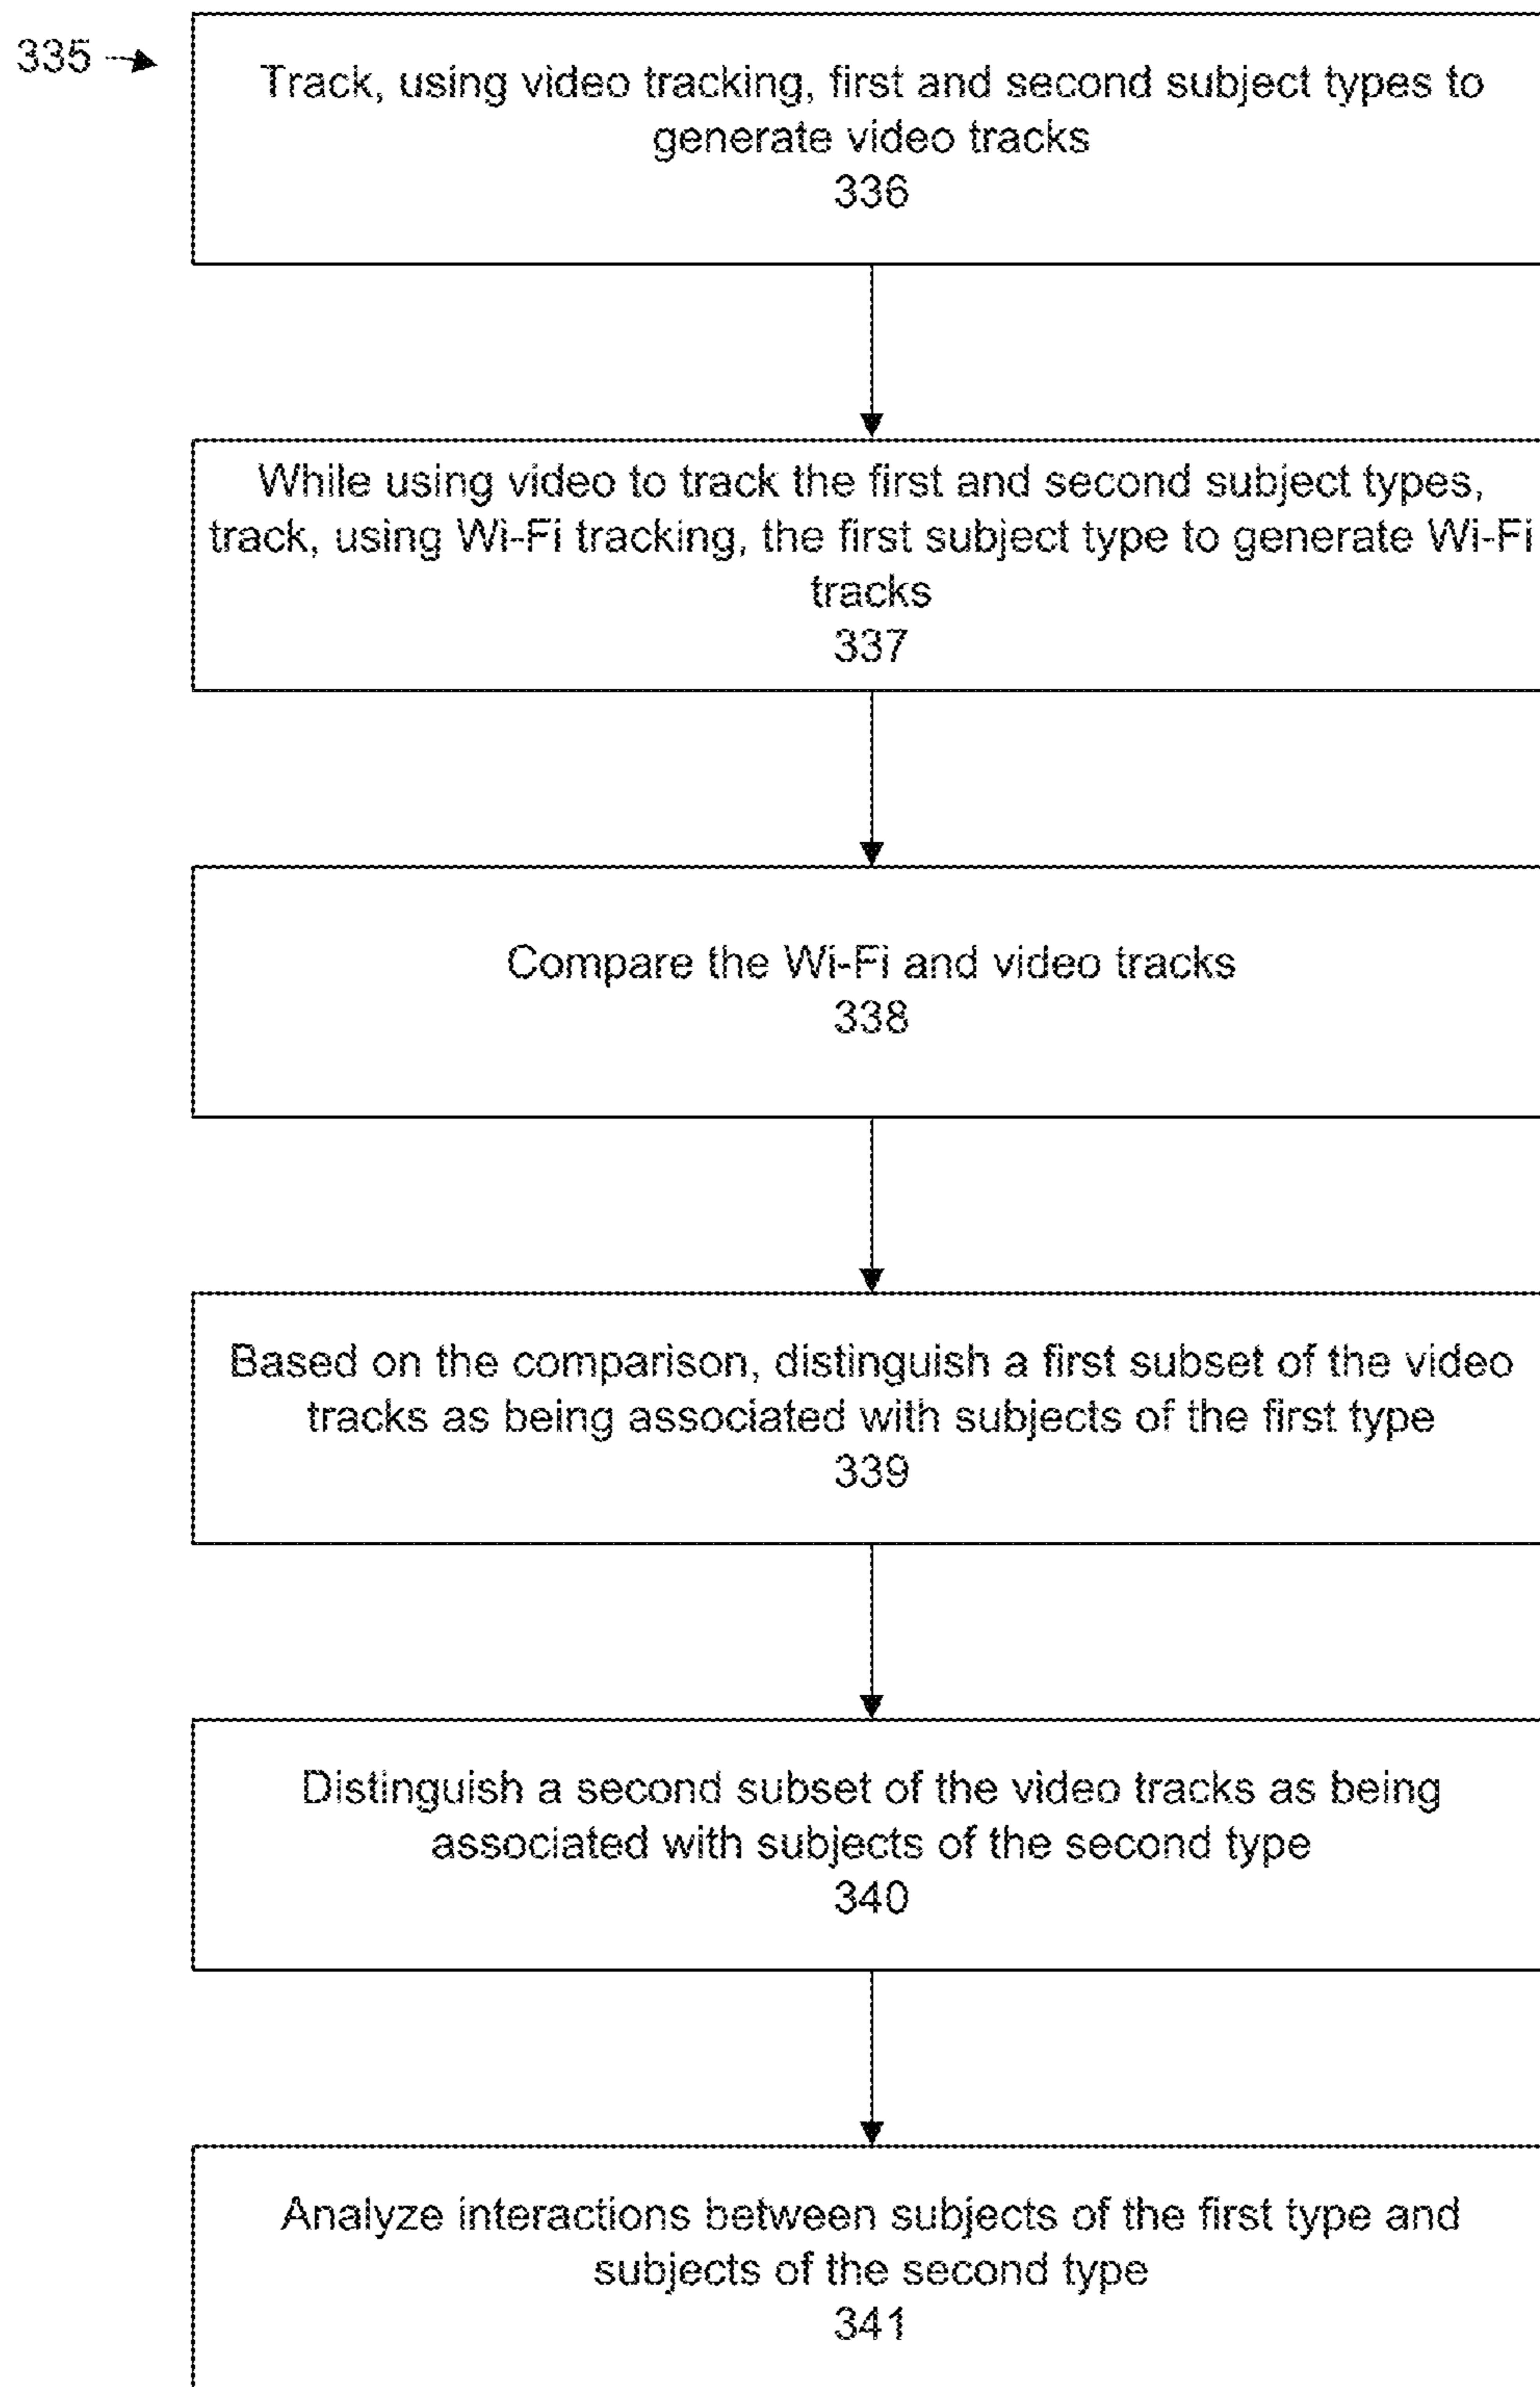 335
Track, using video tracking, first and second subject types to
generate video tracks
336
While using video to track the first and second subject types,
track, using Wi-Fi tracking, the first subject type to generate Wi-Fi
tracks
337
Compare the Wi-Fi and video tracks
338
Based on the comparison, distinguish a first subset of the video
tracks as being associated with subjects of the first type
339
Distinguish a second subset of the video tracks as being
associated with subjects of the second type
340
Analyze interactions between subjects of the first type and
subjects of the second type
341